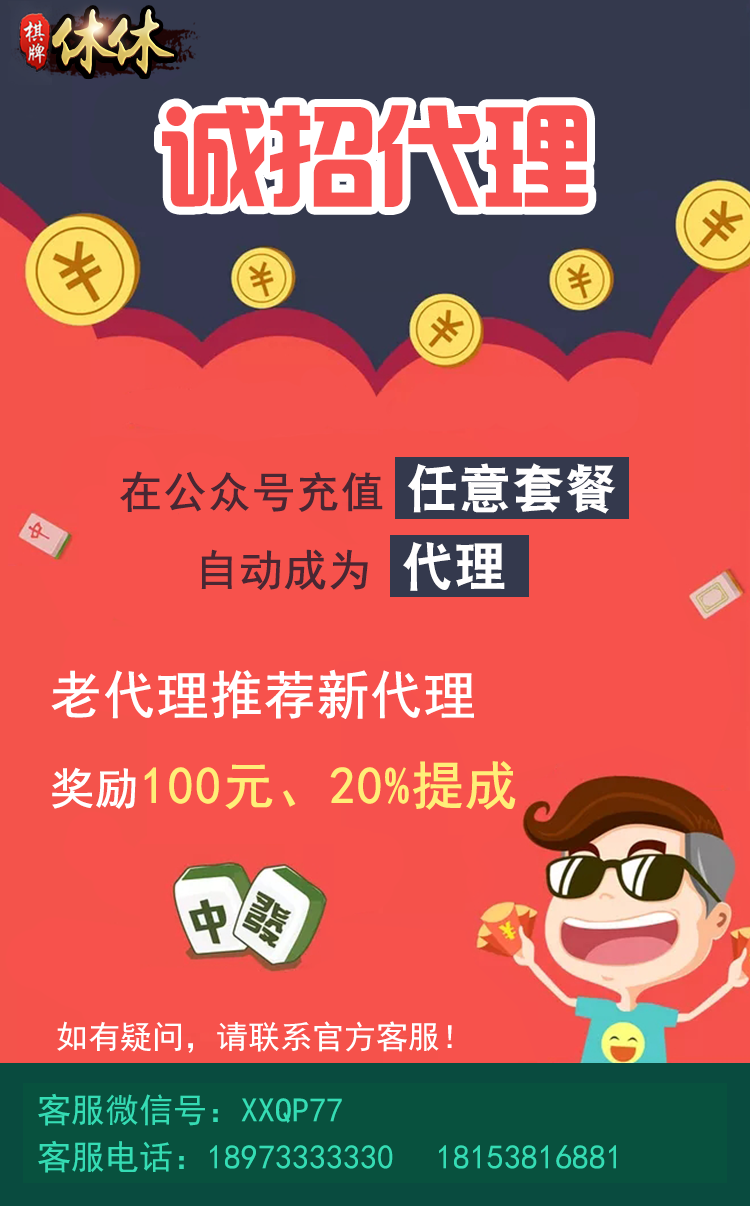 棋牌 休休
诚招代理
在公众号充值 任意套餐
自动成为 代理
老代理推荐新代理
奖励100元、20%提成
中 發
如有疑问，请联系官方客服！
客服微信号：XXQP77
客服电话：18973333330 18153816881